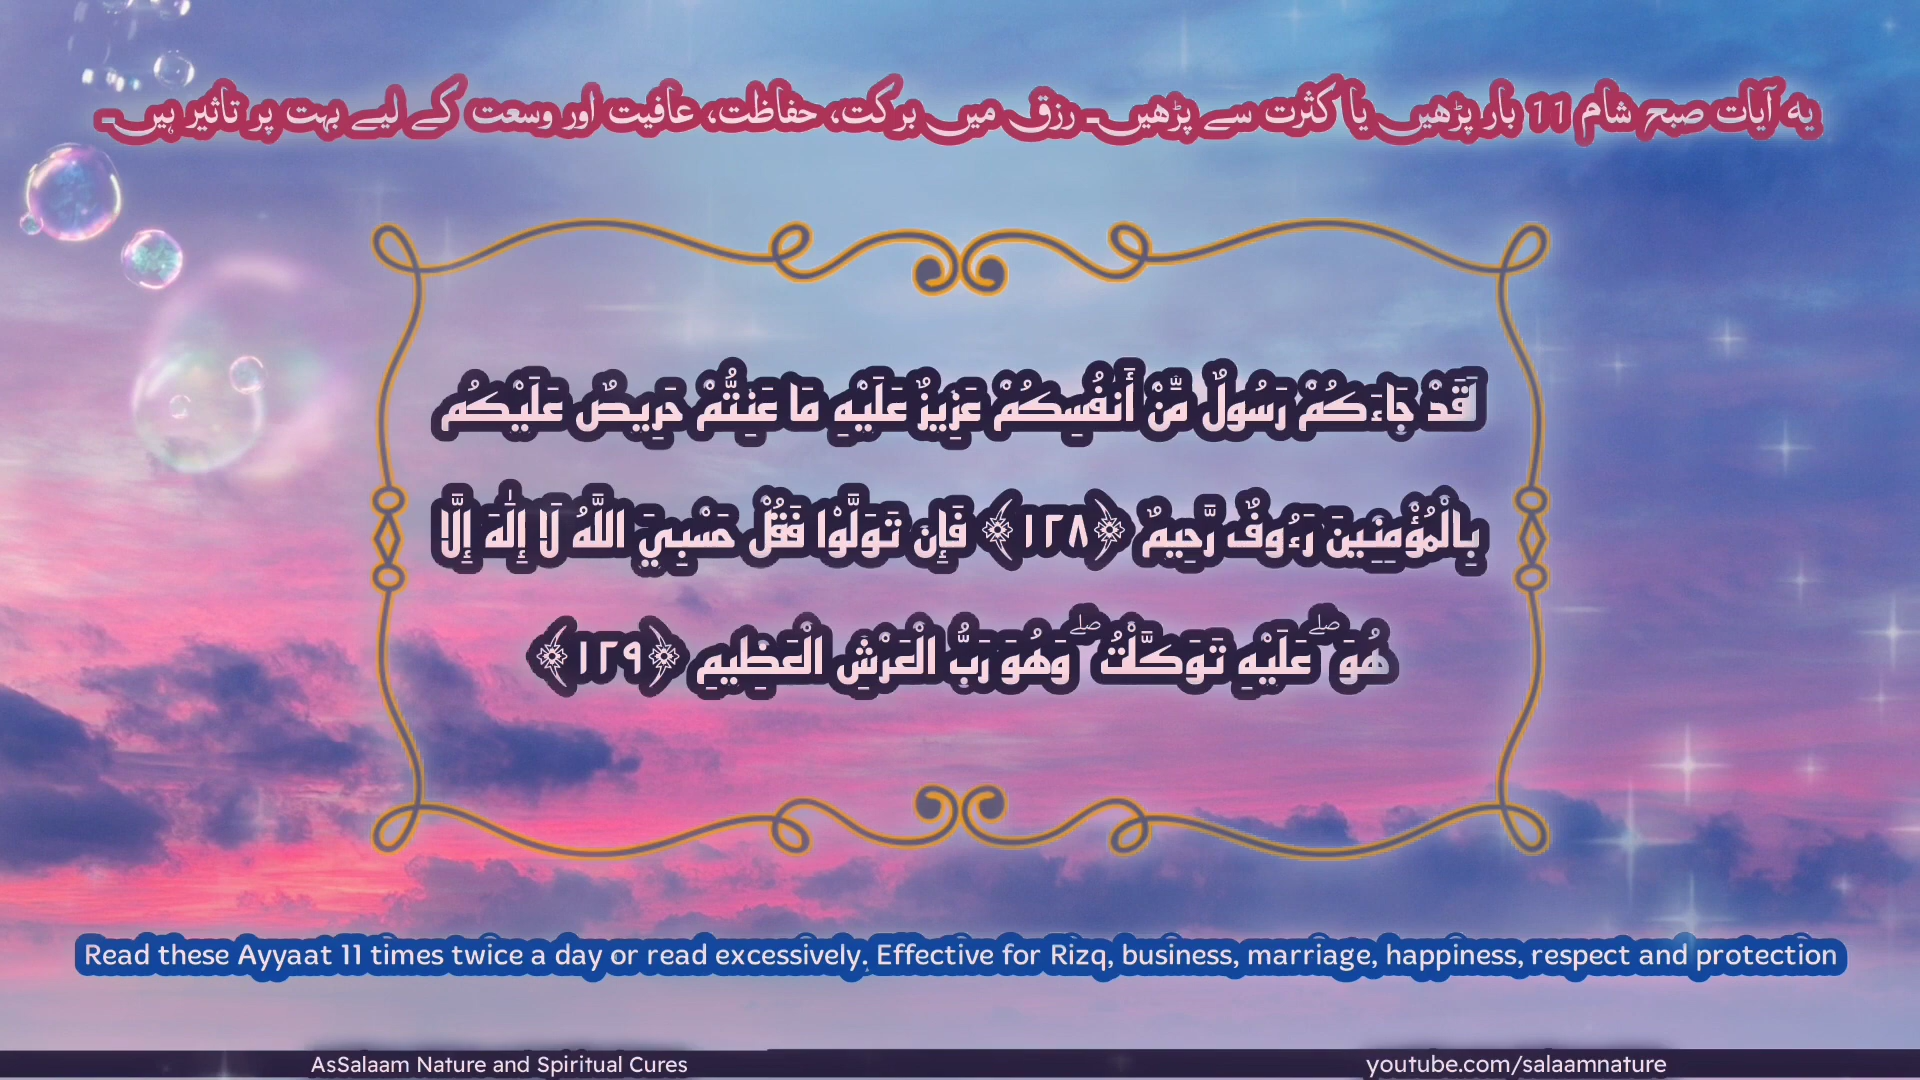 یہ آیات صبح شام 11 بار پڑھیں یا کثرت سے پڑھیں۔ رزق میں برکت، حفاظت، عافیت اور وسعت کے لیے بہت پر تاثیر ہیں۔
لَقَدْ جَاءَكُمْ رَسُولٌ مِّنْ أَنفُسِكُمْ عَزِيزٌ عَلَيْهِ مَا عَنِتُّمْ حَرِيصٌ عَلَيْكُم
بِالْمُؤْمِنِينَ رَءُوفٌ رَّحِيمٌ ﴿١٢٨﴾ فَإِن تَوَلَّوْا فَقُلْ حَسْبِيَ اللَّهُ لَا إِلَٰهَ إِلَّا
هُوَ ۖ عَلَيْهِ تَوَكَّلْتُ ۖ وَهُوَ رَبُّ الْعَرْشِ الْعَظِيمِ ﴿١٢٩﴾
Read these Ayyaat 11 times twice a day or read excessively. Effective for Rizq, business, marriage, happiness, respect and protection
AsSalaam Nature and Spiritual Cures
youtube.com/salaamnature